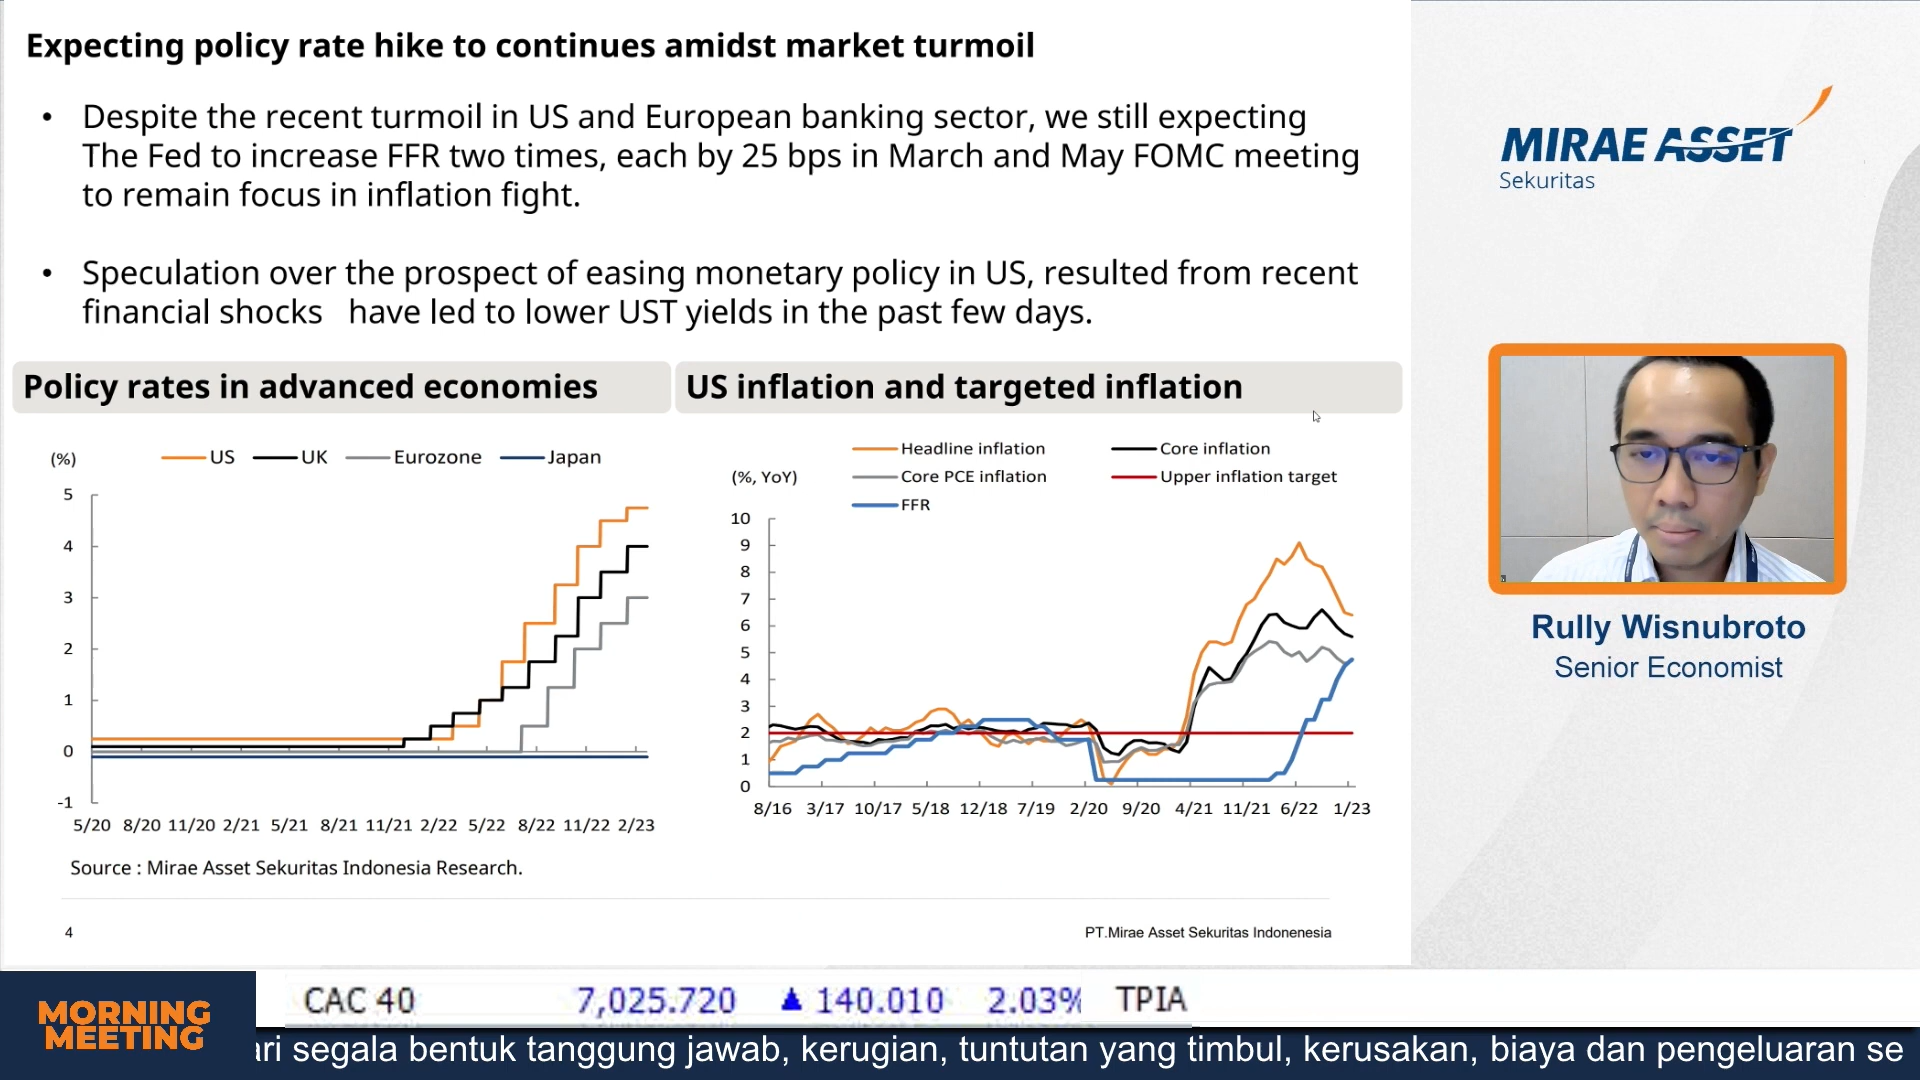 Expecting policy rate hike to continues amidst market turmoil
• Despite the recent turmoil in US and European banking sector, we still expecting
The Fed to increase FFR two times, each by 25 bps in March and May FOMC meeting
to remain focus in inflation fight.
• Speculation over the prospect of easing monetary policy in US, resulted from recent
financial shocks have led to lower UST yields in the past few days.
Policy rates in advanced economies
(%)
US UK Eurozone Japan
5
4
3
2
1
0
-1
5/20 8/20 11/20 2/21 5/21 8/21 11/21 2/22 5/22 8/22 11/22 2/23
US inflation and targeted inflation
Headline inflation Core inflation
(%, YoY) Core PCE inflation Upper inflation target
FFR
10
9
8
7
6
5
4
3
2
1
0
8/16 3/17 10/17 5/18 12/18 7/19 2/20 9/20 4/21 11/21 6/22 1/23
Source : Mirae Asset Sekuritas Indonesia Research.
4
PT.Mirae Asset Sekuritas Indonenesia
MIRAE ASSET
Sekuritas
Rully Wisnubroto
Senior Economist
MORNING
MEETING
CAC 40 7,025.720 ▲ 140.010 2.03% TPIA
ari segala bentuk tanggung jawab, kerugian, tuntutan yang timbul, kerusakan, biaya dan pengeluaran se